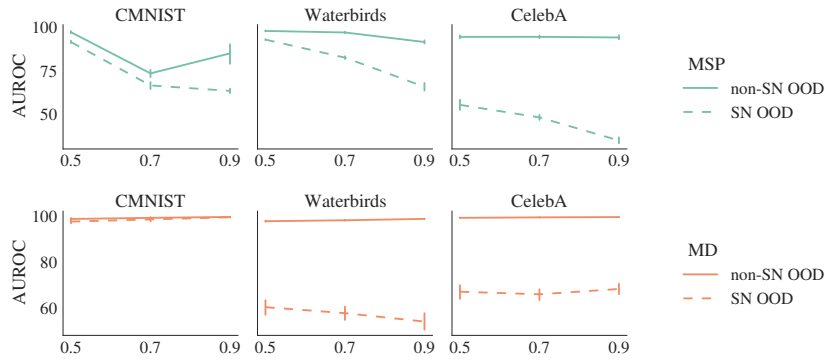 CMNIST
Waterbirds
CelebA
100
75
50
AUROC
0.5 0.7 0.9
0.5 0.7 0.9
0.5 0.7 0.9
MSP
non-SN OOD
SN OOD
CMNIST
Waterbirds
CelebA
100
80
60
AUROC
0.5 0.7 0.9
0.5 0.7 0.9
0.5 0.7 0.9
MD
non-SN OOD
SN OOD